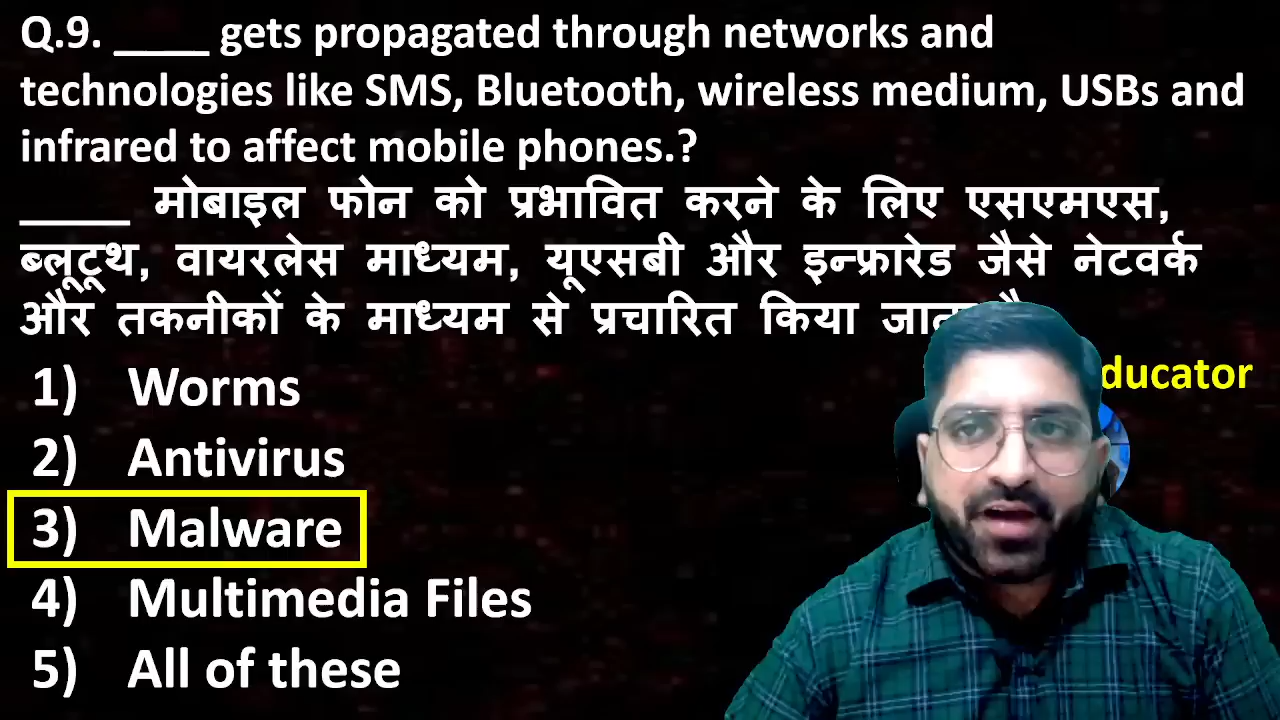 Q.9. ____ gets propagated through networks and
technologies like SMS, Bluetooth, wireless medium, USBs and
infrared to affect mobile phones.?
_____ मोबाइल फोन को प्रभावित करने के लिए एसएमएस,
ब्लूटूथ, वायरलेस माध्यम, यूएसबी और इन्फ्रारेड जैसे नेटवर्क
और तकनीकों के माध्यम से प्रचारित किया
ducator
1) Worms
2) Antivirus
3) Malware
4) Multimedia Files
5) All of these